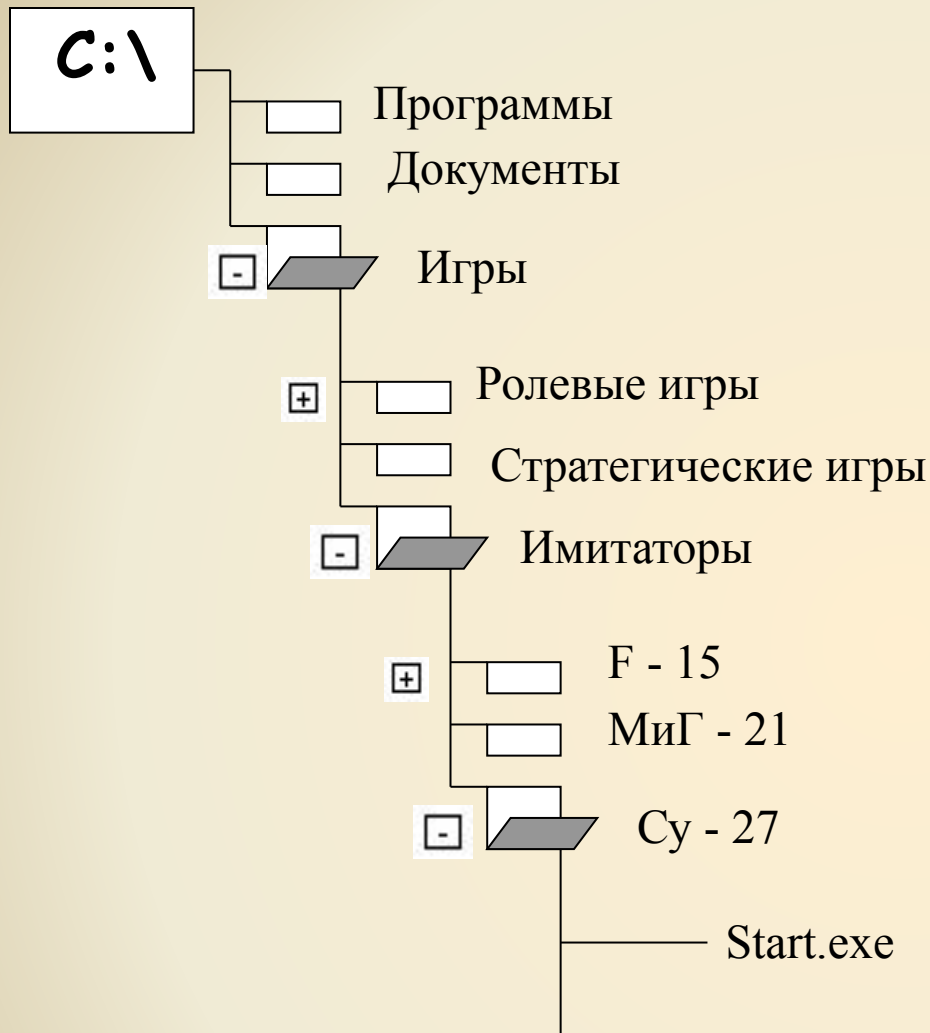 C:\
Программы
Документы
Игры
Ролевые игры
Стратегические игры
Имитаторы
F - 15
МиГ - 21
Су - 27
Start.exe